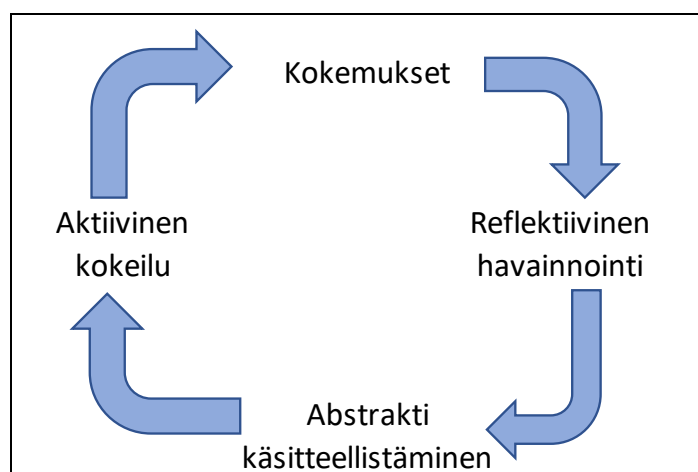 Kokemukset
Reflektiivinen
havainnointi
Abstrakti
käsitteellistäminen
Aktiivinen
kokeilu